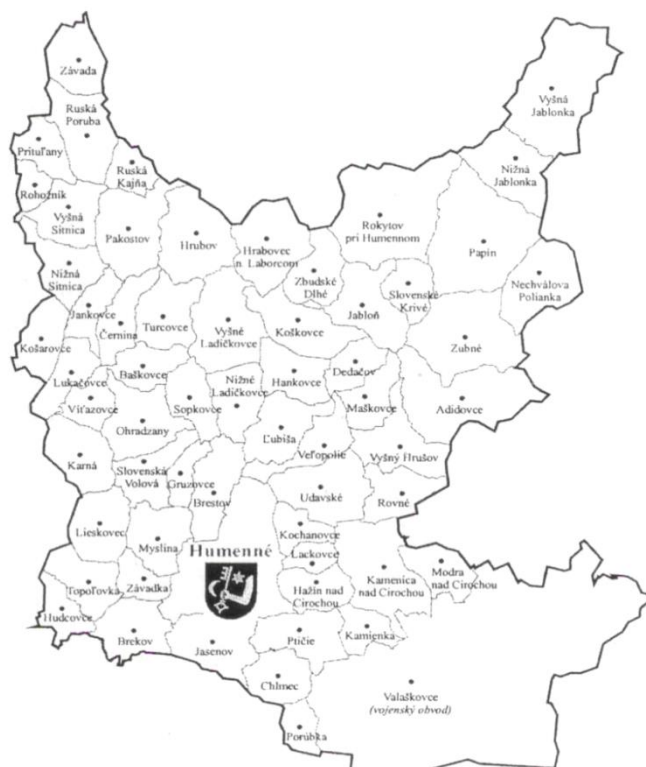 Závada
Vyšná
Jablonka
Ruská
Poruba
Prituľany
Ruská
Kajňa
Nižná
Jablonka
Rohožník
Vyšná
Sitnica
Pakostov
Hrubov
Hrabovec
n. Laborcom
Rokytov
pri Humennom
Papín
Nižná
Sitnica
Zbudské
Dlhé
Slovenské
Krivé
Nechválova
Polianka
Jankovce
Černina
Turcovce
Vyšné
Ladičkovce
Koškovce
Jabloň
Košarovce
Zubné
Lukačovce
Baškovce
Nižné
Ladičkovce
Hankovce
Dedačov
Víťazovce
Sopkovce
Maškovce
Adidovce
Ohradzany
Ľubiša
Veľopolie
Vyšný Hrušov
Karná
Slovenská
Volová
Gruzovce
Brestov
Udavské
Rovné
Lieskovec
Myslina
Kochanovce
Humenné
Lackovce
Topoľovka
Závadka
Hažín nad
Cirochou
Kamenica
nad Cirochou
Modra
nad Cirochou
Hudcovce
Brekov
Jasenov
Ptičie
Kamienka
Chlmec
Valaškovce
(vojenský obvod)
Porúbka